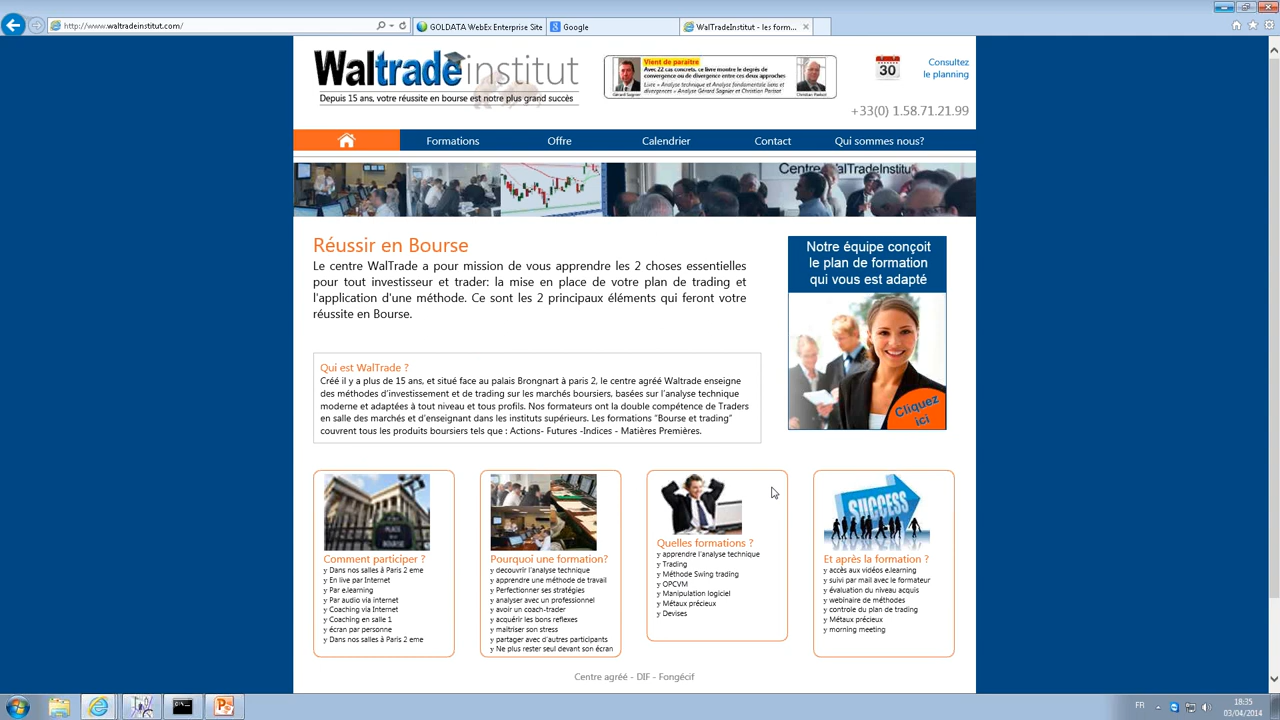 http://www.waltradeinstitut.com/
GOLDATA WebEx Enterprise Site
Google
WalTradeInstitut - les form...
Waltradeinstitut
Depuis 15 ans, votre réussite en bourse est notre plus grand succès
Vient de paraître
Avec 22 cas concrets, ce livre montre le degrés de
convergence ou de divergence entre ces deux approches
Livre « Analyse technique et Analyse fondamentale
divergences » Analyse Gérard Sagnier et Christian Parisot
Gérard Sagnier
Christian Parisot
30
Consultez
le planning
+33(0) 1.58.71.21.99
Formations
Offre
Calendrier
Contact
Qui sommes nous?
Centre WalTradeInstitu
Réussir en Bourse
Le centre WalTrade a pour mission de vous apprendre les 2 choses essentielles
pour tout investisseur et trader: la mise en place de votre plan de trading et
l'application d'une méthode. Ce sont les 2 principaux éléments qui feront votre
réussite en Bourse.
Notre équipe conçoit
le plan de formation
qui vous est adapté
Cliquez
ici
Qui est WalTrade ?
Créé il y a plus de 15 ans, et situé face au palais Brongnart à paris 2, le centre agréé Waltrade enseigne
des méthodes d'investissement et de trading sur les marchés boursiers, basées sur l'analyse technique
moderne et adaptées à tout niveau et tous profils. Nos formateurs ont la double compétence de Traders
en salle des marchés et d'enseignant dans les instituts supérieurs. Les formations "Bourse et trading"
couvrent tous les produits boursiers tels que : Actions- Futures -Indices - Matières Premières.
PLACE
BOURSE
Comment participer ?
y Dans nos salles à Paris 2 eme
y En live par Internet
y Par e.learning
y Par audio via internet
y Coaching via Internet
y Coaching en salle 1
y écran par personne
y Dans nos salles à Paris 2 eme
Pourquoi une formation?
y decouvrir l'analyse technique
y apprendre une méthode de travail
y Perfectionner ses stratégies
y analyser avec un professionnel
y avoir un coach-trader
y acquérir les bons reflexes
y maitriser son stress
y partager avec d'autres participants
y Ne plus rester seul devant son écran
Quelles formations ?
y apprendre l'analyse technique
y Trading
y Méthode Swing trading
y OPCVM
y Manipulation logiciel
y Métaux précieux
y Devises
SUCCESS
Et après la formation ?
y accès aux vidéos e.learning
y suivi par mail avec le formateur
y évaluation du niveau acquis
y webinaire de méthodes
y controle du plan de trading
y Métaux précieux
y morning meeting
Centre agréé - DIF - Fongécif
FR
18:35
03/04/2014